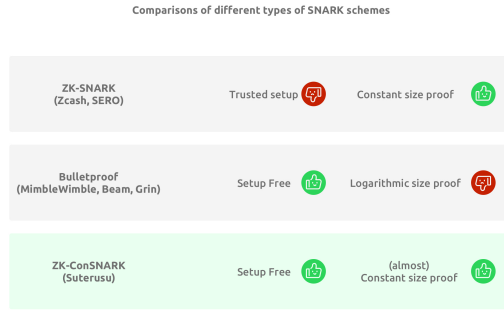 Comparisons of different types of SNARK schemes
ZK-SNARK
(Zcash, SERO)
Trusted setup
Constant size proof
Bulletproof
(MimbleWimble, Beam, Grin)
Setup Free
Logarithmic size proof
ZK-ConSNARK
(Suterusu)
Setup Free
(almost)
Constant size proof